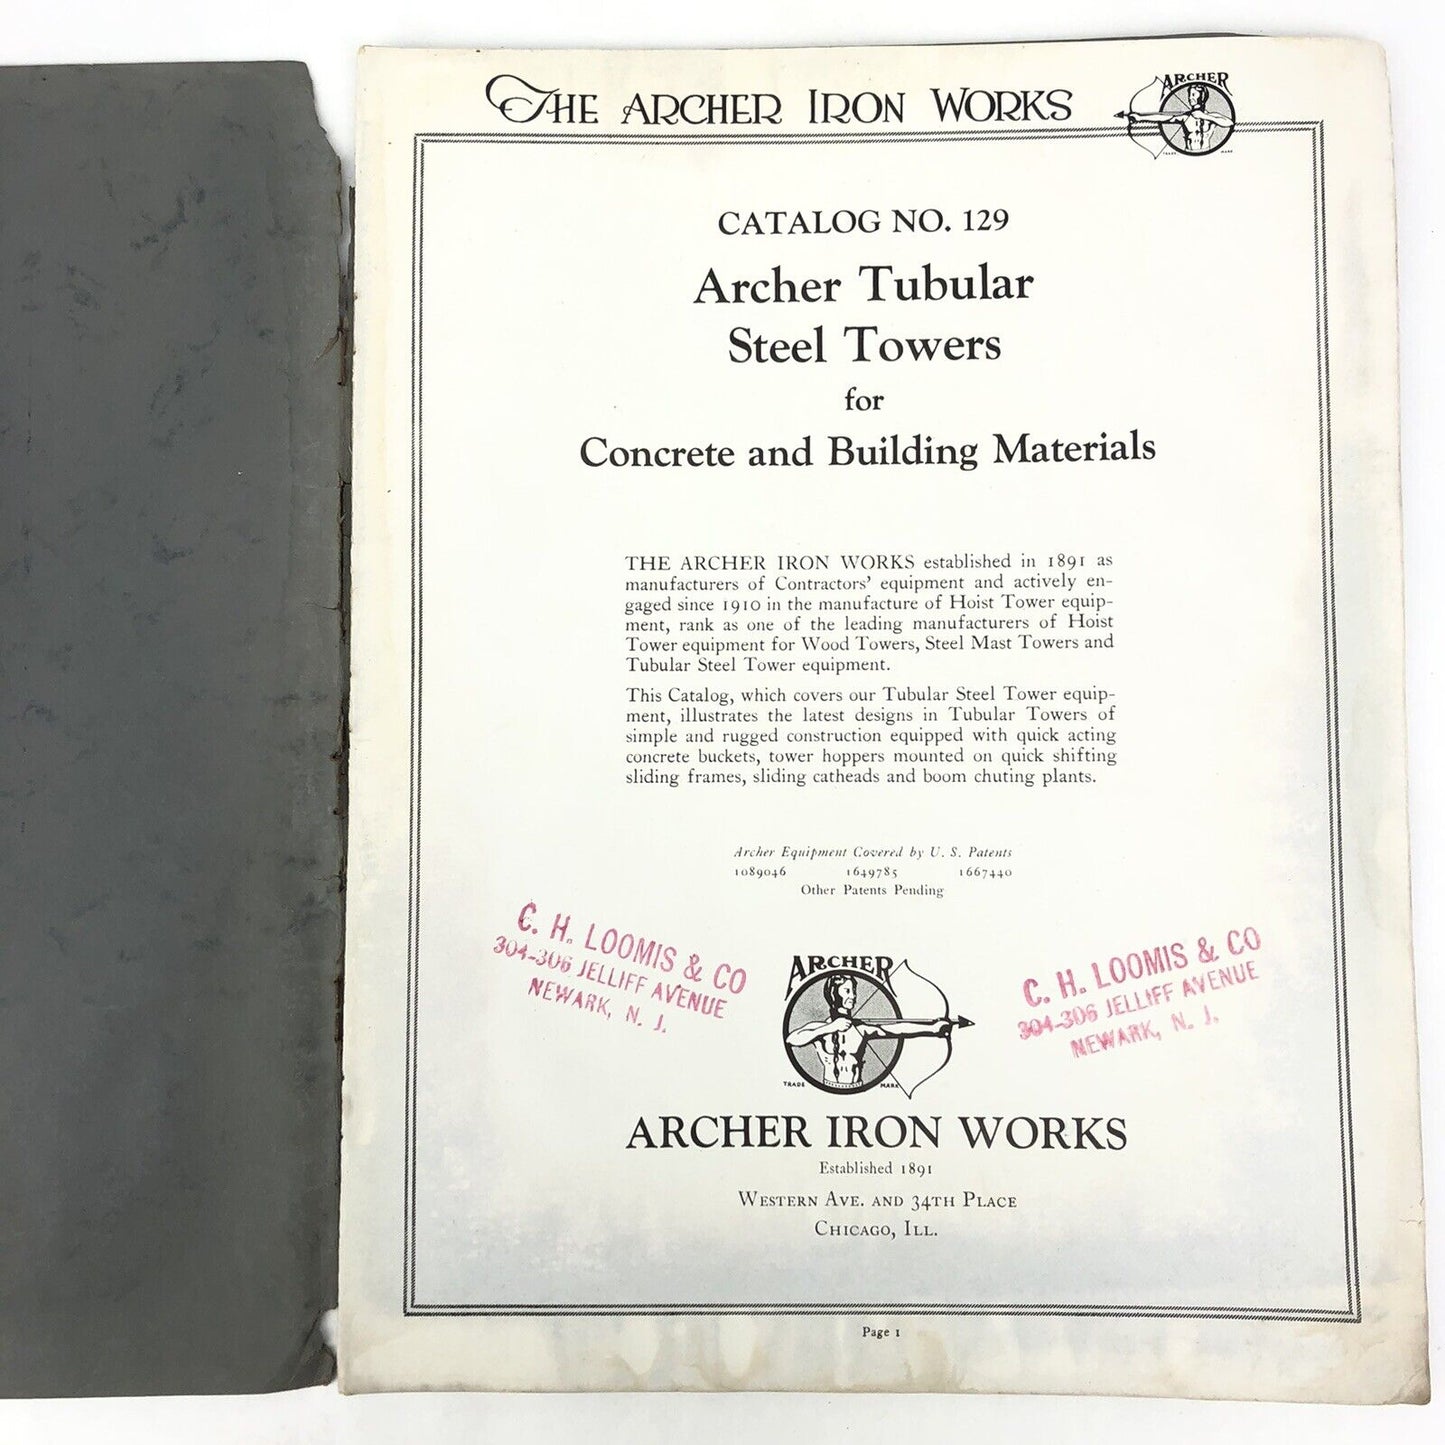 THE ARCHER IRON WORKS
ARCHER
TRADE MARK
CATALOG NO. 129
Archer Tubular
Steel Towers
for
Concrete and Building Materials
THE ARCHER IRON WORKS established in 1891 as
manufacturers of Contractors' equipment and actively en-
gaged since 1910 in the manufacture of Hoist Tower equip-
ment, rank as one of the leading manufacturers of Hoist
Tower equipment for Wood Towers, Steel Mast Towers and
Tubular Steel Tower equipment.
This Catalog, which covers our Tubular Steel Tower equip-
ment, illustrates the latest designs in Tubular Towers of
simple and rugged construction equipped with quick acting
concrete buckets, tower hoppers mounted on quick shifting
sliding frames, sliding catheads and boom chuting plants.
Archer Equipment Covered by U. S. Patents
1089046 1649785 1667440
Other Patents Pending
C. H. LOOMIS & CO
304-306 JELLIFF AVENUE
NEWARK, N. J.
ARCHER
TRADE MARK
C. H. LOOMIS & CO
304-306 JELLIFF AVENUE
NEWARK, N. J.
ARCHER IRON WORKS
Established 1891
WESTERN AVE. AND 34TH PLACE
CHICAGO, ILL.
Page 1